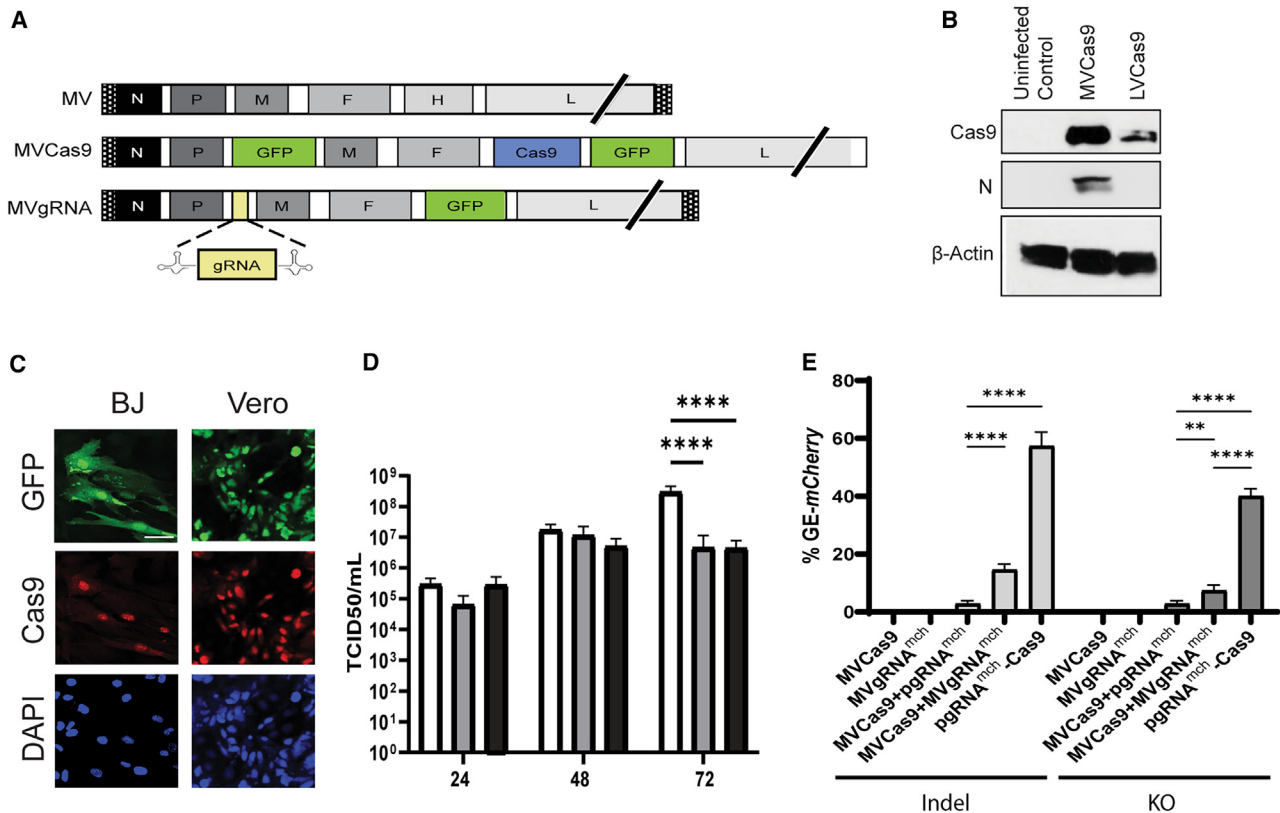 A
MV N P M F H L
MVCas9 N P GFP M F Cas9 GFP L
MVgRNA N P M F GFP L
gRNA
B
Uninfected
Control
MVCas9
LVCas9
Cas9
N
β-Actin
C
BJ Vero
GFP
Cas9
DAPI
D
TCID50/mL
10⁹
10⁸
10⁷
10⁶
10⁵
10⁴
10³
10²
10¹
10⁰
****
****
24 48 72
E
% GE-mCherry
80
60
40
20
0
****
****
****
**
****
MVCas9
MVgRNAᵐᶜʰ
MVCas9+pgRNAᵐᶜʰ
MVCas9+MVgRNAᵐᶜʰ
pgRNAᵐᶜʰ-Cas9
MVCas9
MVgRNAᵐᶜʰ
MVCas9+pgRNAᵐᶜʰ
MVCas9+MVgRNAᵐᶜʰ
pgRNAᵐᶜʰ-Cas9
Indel KO